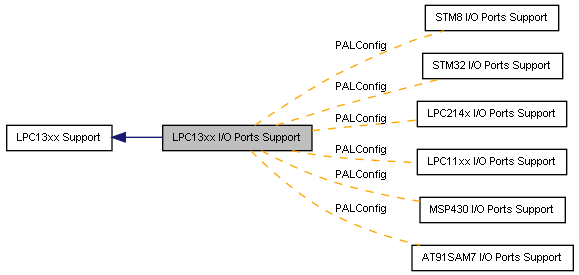 STM8 I/O Ports Support
PALConfig
STM32 I/O Ports Support
PALConfig
LPC214x I/O Ports Support
PALConfig
LPC13xx Support
LPC13xx I/O Ports Support
PALConfig
LPC11xx I/O Ports Support
PALConfig
MSP430 I/O Ports Support
PALConfig
AT91SAM7 I/O Ports Support